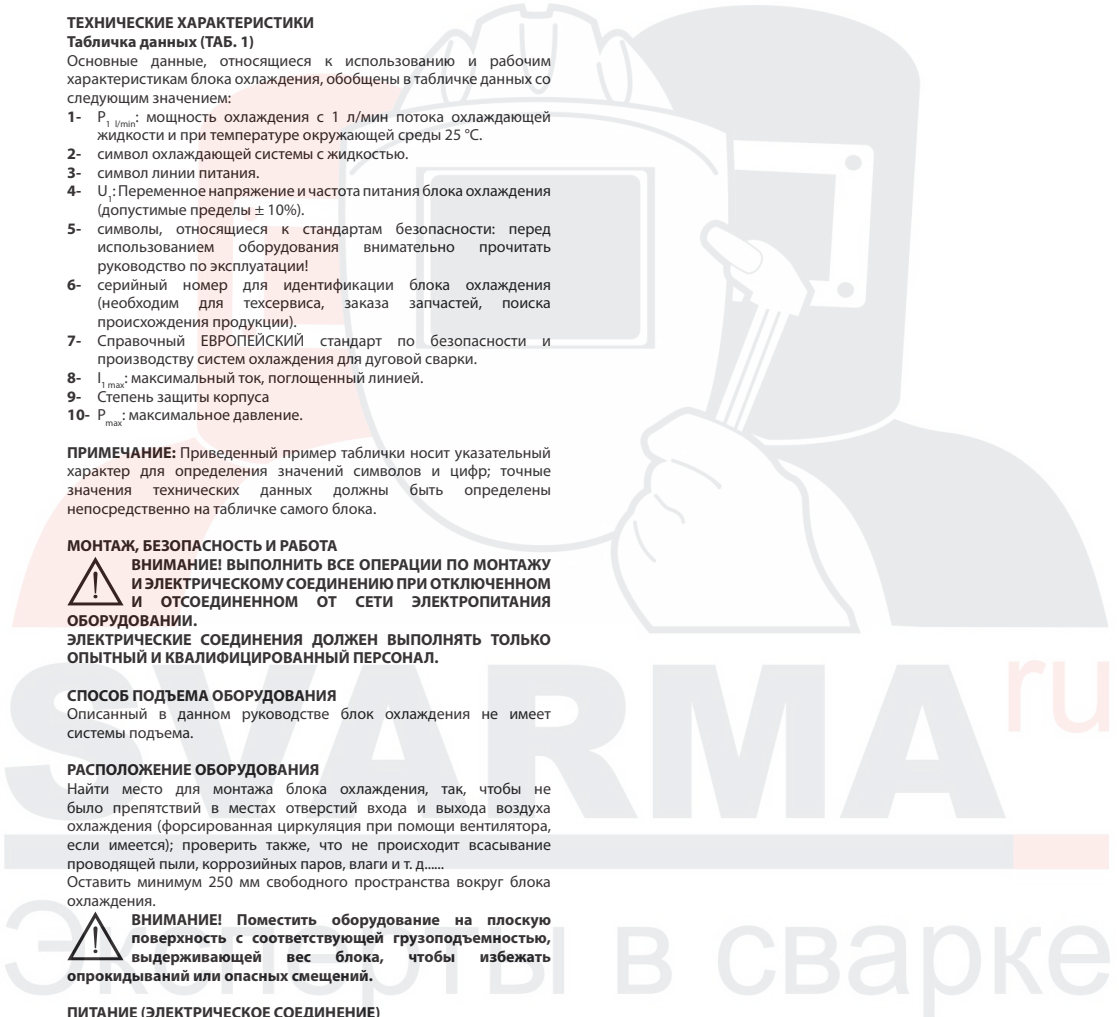 ТЕХНИЧЕСКИЕ ХАРАКТЕРИСТИКИ
Табличка данных (ТАБ. 1)
Основные данные, относящиеся к использованию и рабочим
характеристикам блока охлаждения, обобщены в табличке данных со
следующим значением:
1- P1 l/min: мощность охлаждения с 1 л/мин потока охлаждающей
жидкости и при температуре окружающей среды 25 °C.
2- символ охлаждающей системы с жидкостью.
3- символ линии питания.
4- U1: Переменное напряжение и частота питания блока охлаждения
(допустимые пределы ± 10%).
5- символы, относящиеся к стандартам безопасности: перед
использованием оборудования внимательно прочитать
руководство по эксплуатации!
6- серийный номер для идентификации блока охлаждения
(необходим для техсервиса, заказа запчастей, поиска
происхождения продукции).
7- Справочный ЕВРОПЕЙСКИЙ стандарт по безопасности и
производству систем охлаждения для дуговой сварки.
8- I1 max: максимальный ток, поглощенный линией.
9- Степень защиты корпуса
10- Pmax: максимальное давление.
ПРИМЕЧАНИЕ: Приведенный пример таблички носит указательный
характер для определения значений символов и цифр; точные
значения технических данных должны быть определены
непосредственно на табличке самого блока.
МОНТАЖ, БЕЗОПАСНОСТЬ И РАБОТА
ВНИМАНИЕ! ВЫПОЛНИТЬ ВСЕ ОПЕРАЦИИ ПО МОНТАЖУ
И ЭЛЕКТРИЧЕСКОМУ СОЕДИНЕНИЮ ПРИ ОТКЛЮЧЕННОМ
И ОТСОЕДИНЕННОМ ОТ СЕТИ ЭЛЕКТРОПИТАНИЯ
ОБОРУДОВАНИИ.
ЭЛЕКТРИЧЕСКИЕ СОЕДИНЕНИЯ ДОЛЖЕН ВЫПОЛНЯТЬ ТОЛЬКО
ОПЫТНЫЙ И КВАЛИФИЦИРОВАННЫЙ ПЕРСОНАЛ.
СПОСОБ ПОДЪЕМА ОБОРУДОВАНИЯ
Описанный в данном руководстве блок охлаждения не имеет
системы подъема.
РАСПОЛОЖЕНИЕ ОБОРУДОВАНИЯ
Найти место для монтажа блока охлаждения, так, чтобы не
было препятствий в местах отверстий входа и выхода воздуха
охлаждения (форсированная циркуляция при помощи вентилятора,
если имеется); проверить также, что не происходит всасывание
проводящей пыли, коррозийных паров, влаги и т. д......
Оставить минимум 250 мм свободного пространства вокруг блока
охлаждения.
ВНИМАНИЕ! Поместить оборудование на плоскую
поверхность с соответствующей грузоподъемностью,
выдерживающей вес блока, чтобы избежать
опрокидываний или опасных смещений.
ПИТАНИЕ (ЭЛЕКТРИЧЕСКОЕ СОЕДИНЕНИЕ)
SVARMA ru
Эксперты в сварке